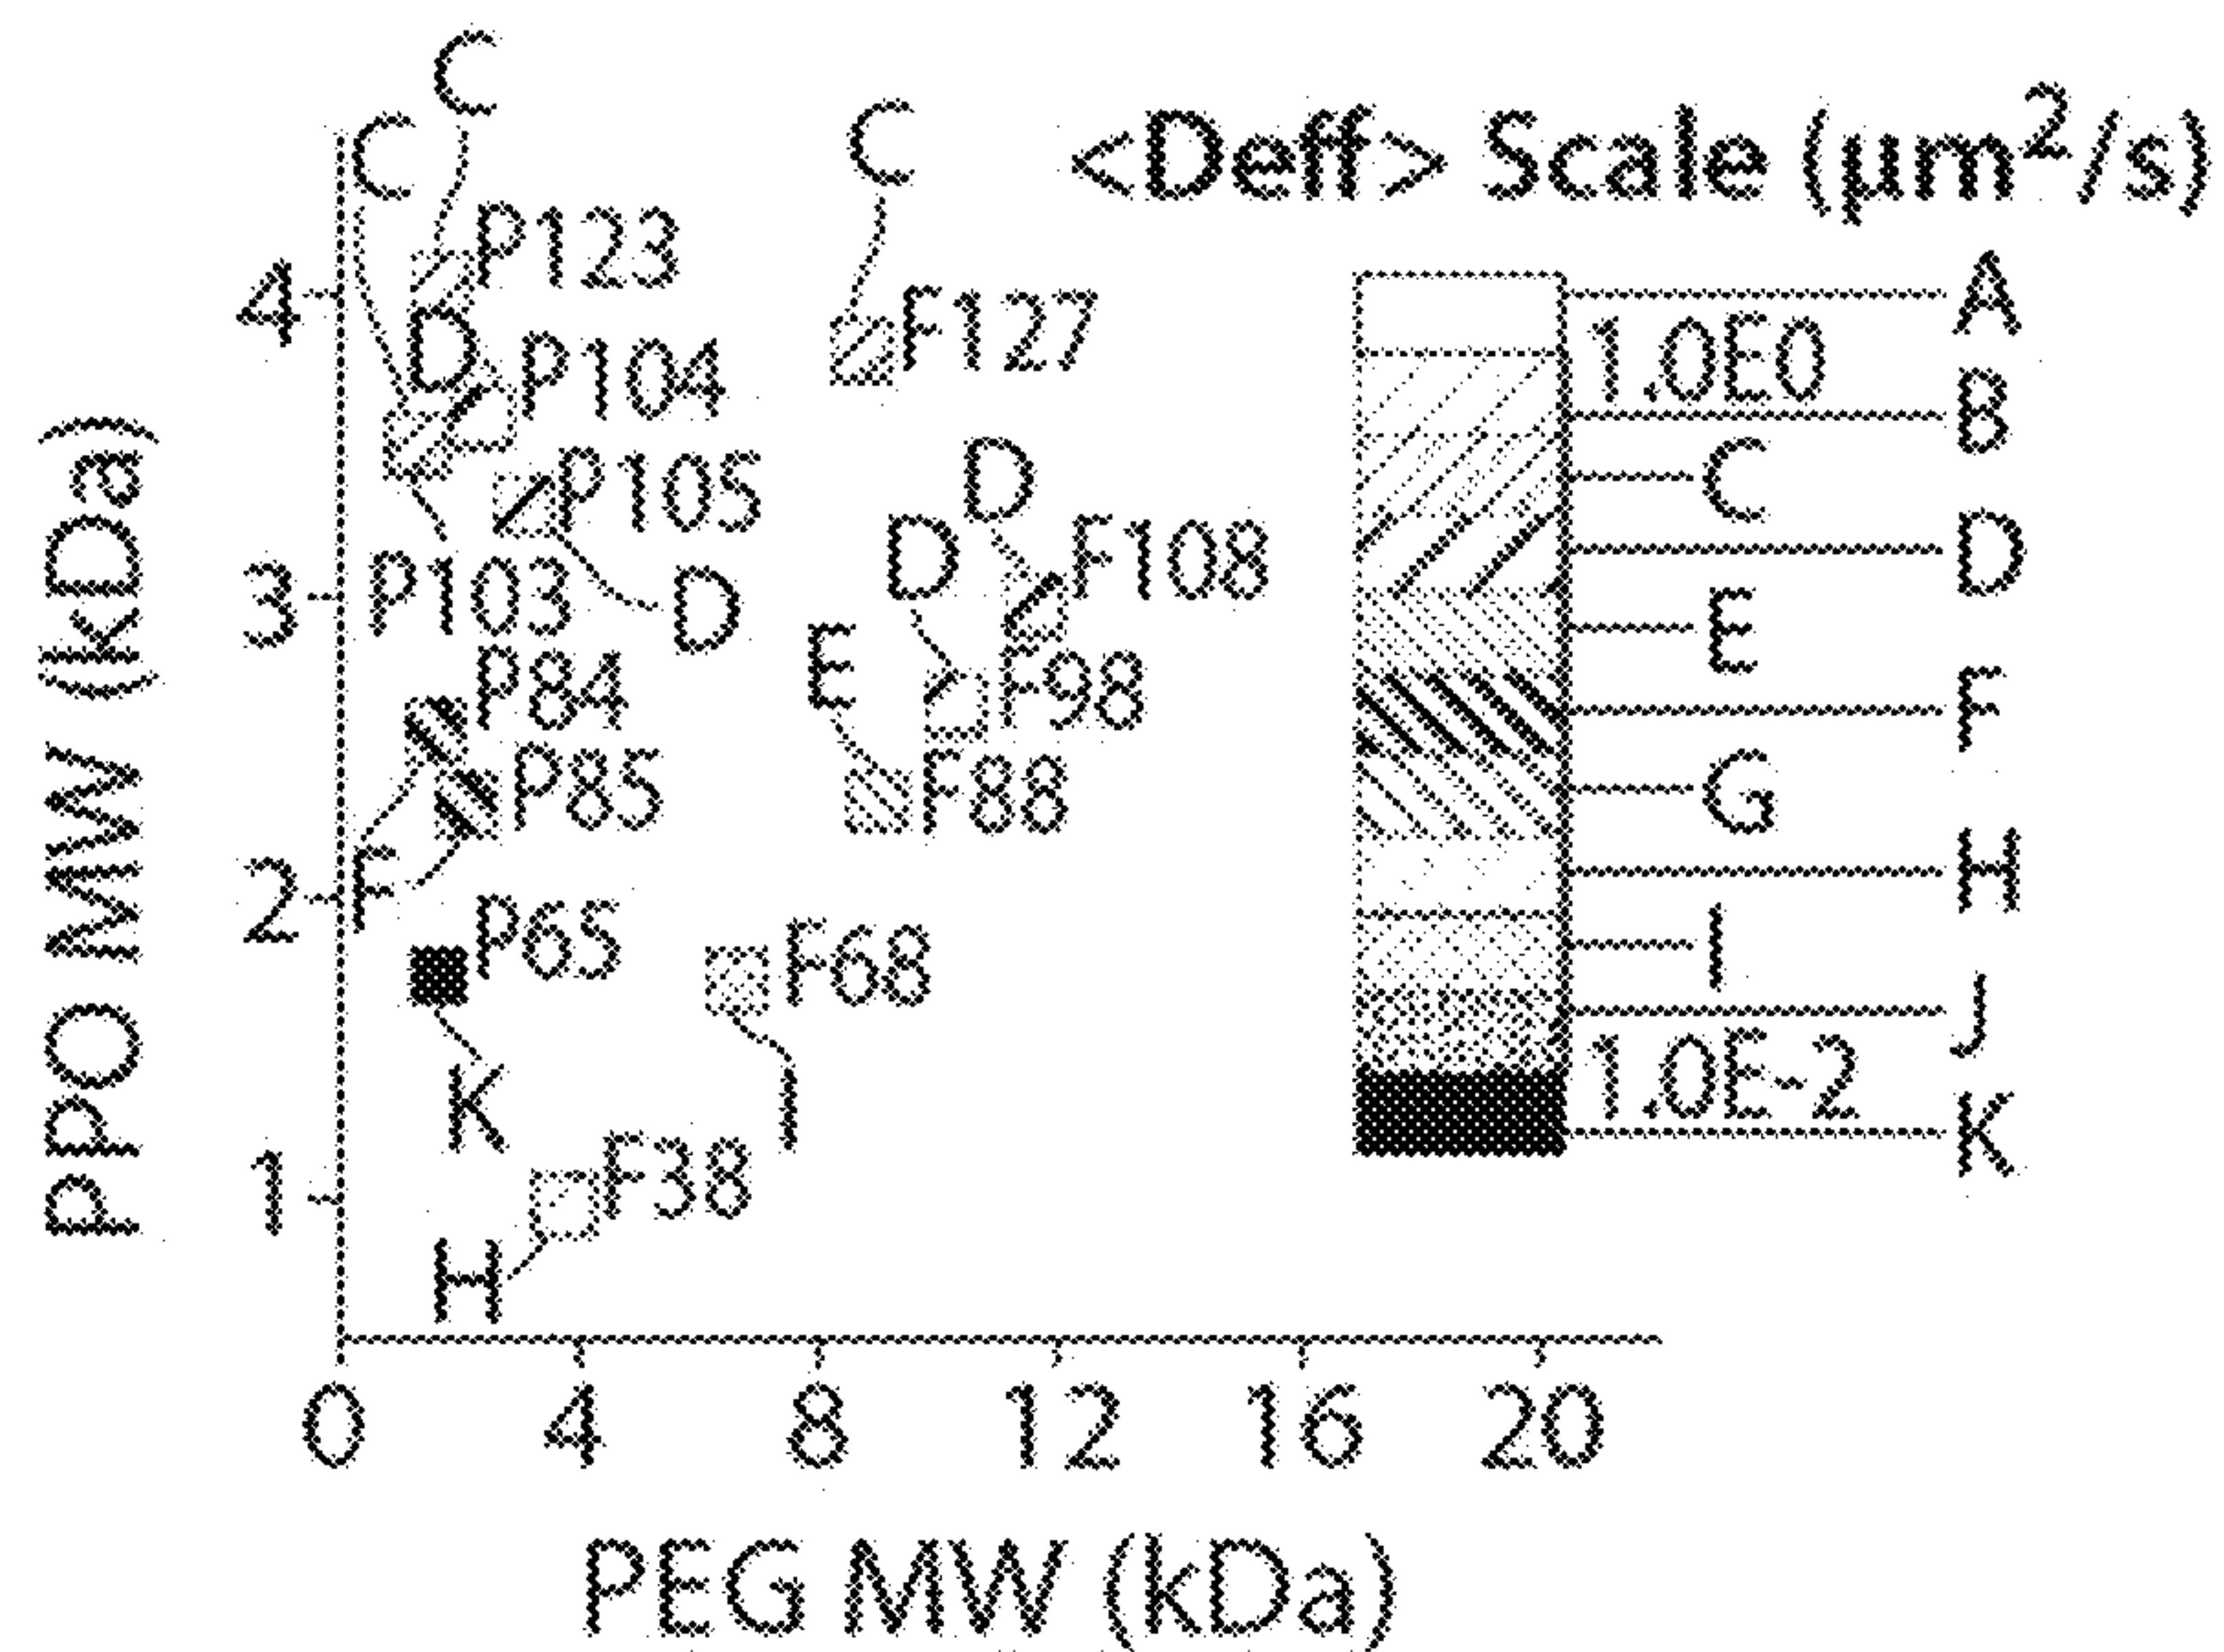 C
C
C
<Deff> Scale (µm²/s)
P123
4
F127
A
D
P104
1.0E0
B
C
P105
D
D
F108
D
3
P103
D
E
E
P84
F98
F
P85
F88
G
2
F
H
P65
F68
I
J
K
I
1.0E-2
K
1
F38
H
PPO MW (kDa)
0
4
8
12
16
20
PEG MW (kDa)